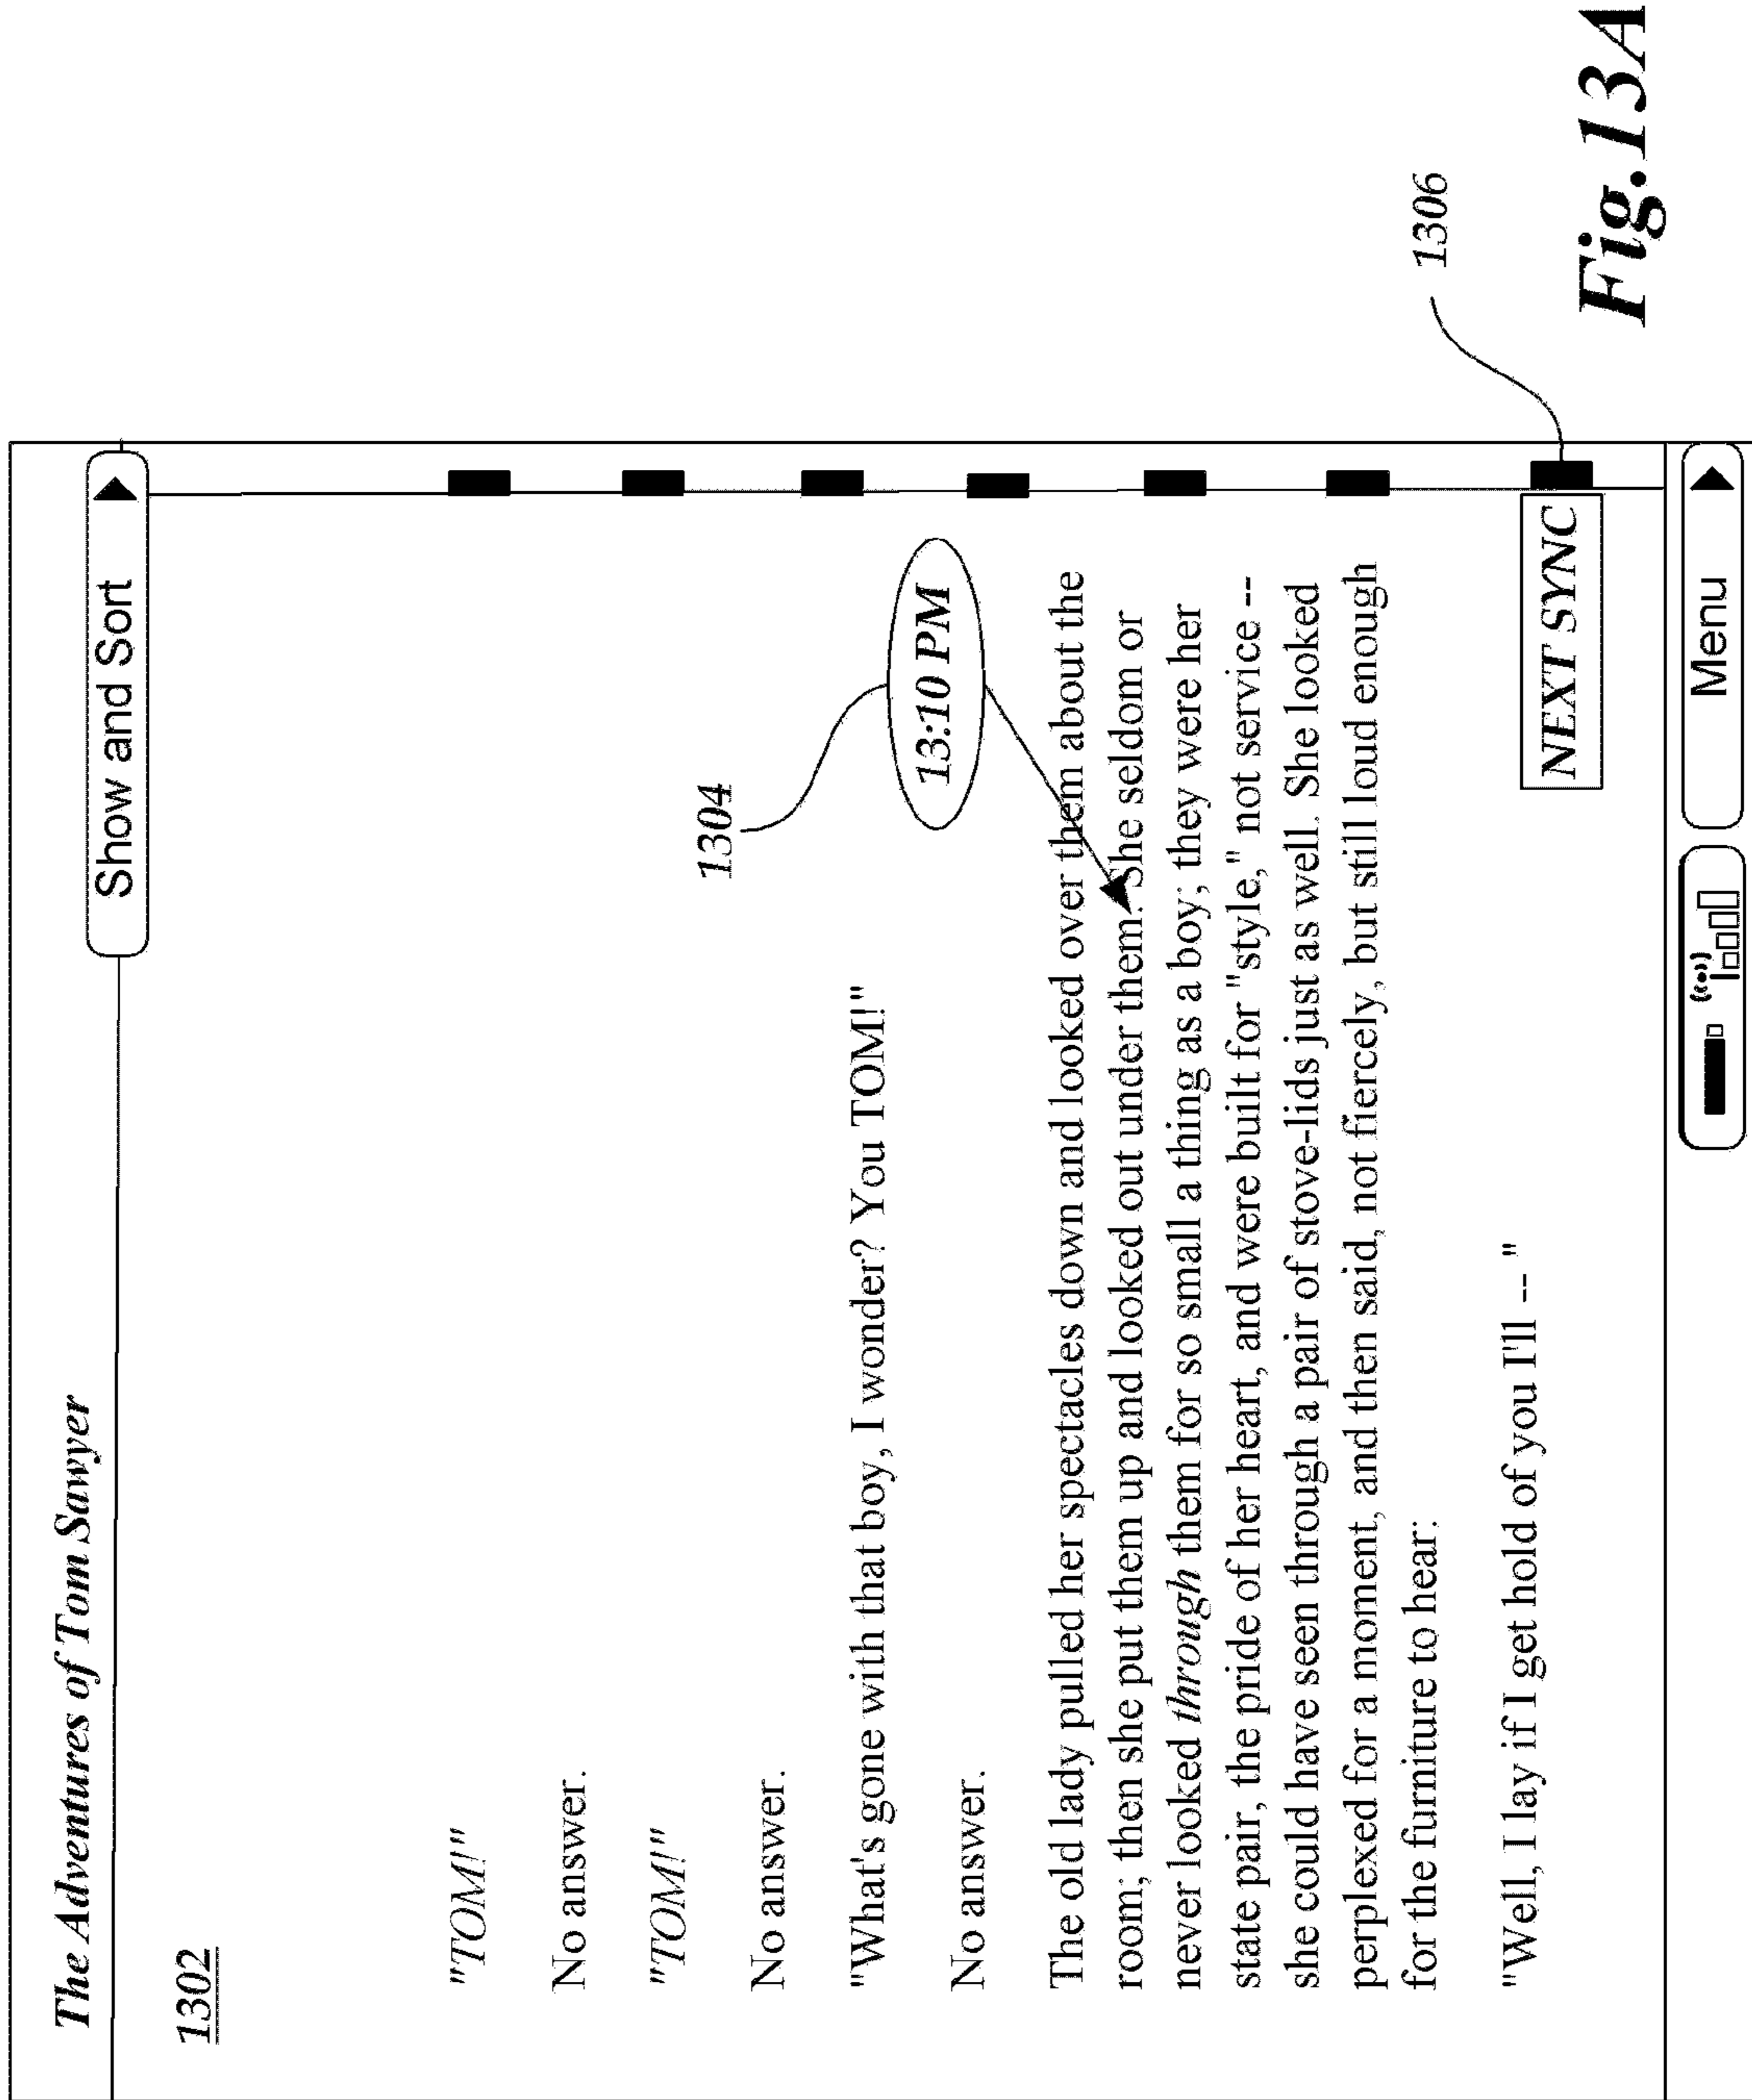 The Adventures of Tom Sawyer
Show and Sort
1302
"TOM!"
No answer.
"TOM!"
1304
No answer.
"What's gone with that boy, I wonder? You TOM!"
13:10 PM
No answer.
The old lady pulled her spectacles down and looked over them about the
room; then she put them up and looked out under them. She seldom or
never looked through them for so small a thing as a boy; they were her
state pair, the pride of her heart, and were built for "style," not service --
she could have seen through a pair of stove-lids just as well. She looked
perplexed for a moment, and then said, not fiercely, but still loud enough
for the furniture to hear:
1306
"Well, I lay if I get hold of you I'll -- "
NEXT SYNC
Menu
Fig.13A